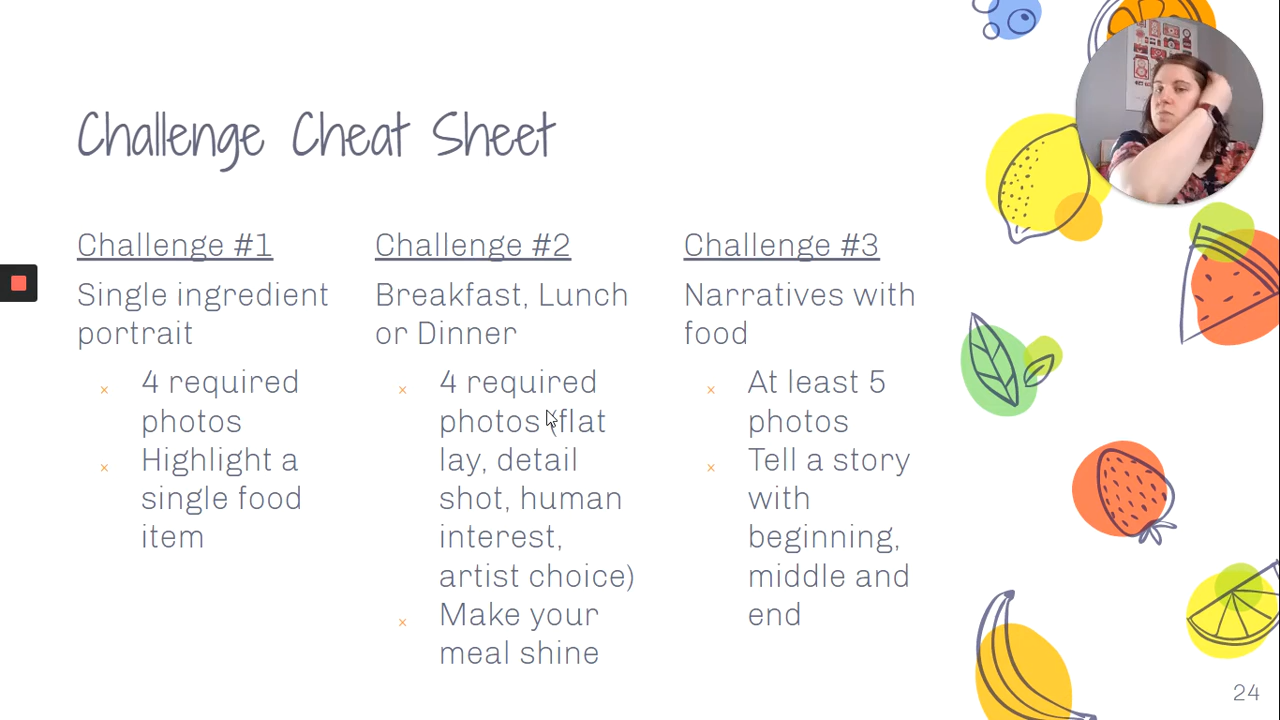 Challenge Cheat Sheet
Challenge #1
Single ingredient
portrait
× 4 required
photos
× Highlight a
single food
item
Challenge #2
Breakfast, Lunch
or Dinner
× 4 required
photos (flat
lay, detail
shot, human
interest,
artist choice)
× Make your
meal shine
Challenge #3
Narratives with
food
× At least 5
photos
× Tell a story
with
beginning,
middle and
end
24